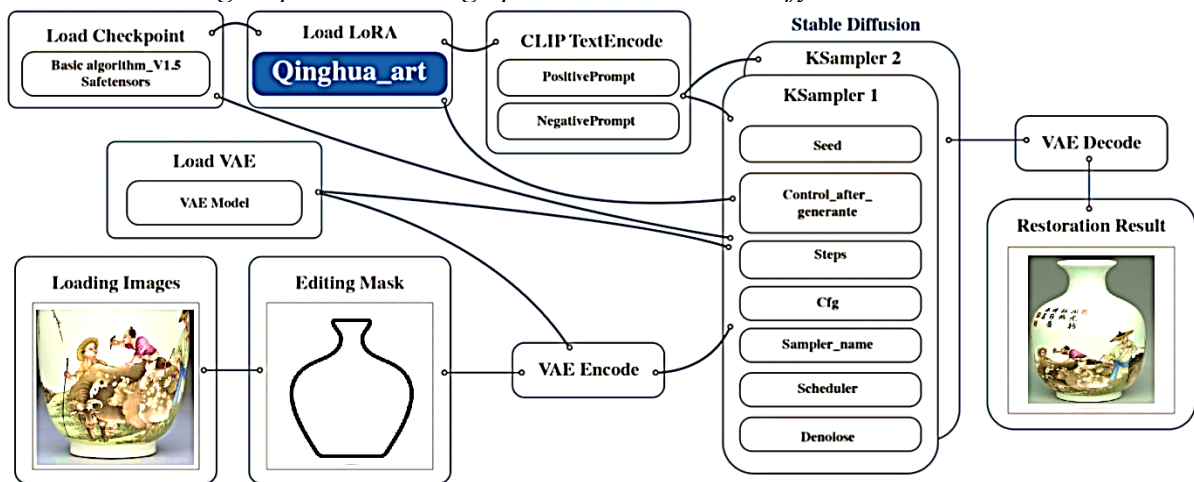 Stable Diffusion
Load Checkpoint
Basic algorithm_V1.5
Safetensors
Load LoRA
Qinghua_art
CLIP TextEncode
PositivePrompt
NegativePrompt
KSampler 2
KSampler 1
Seed
Control_after_
generante
Steps
Cfg
Sampler_name
Scheduler
Denolose
Load VAE
VAE Model
VAE Decode
Loading Images
Editing Mask
VAE Encode
Restoration Result